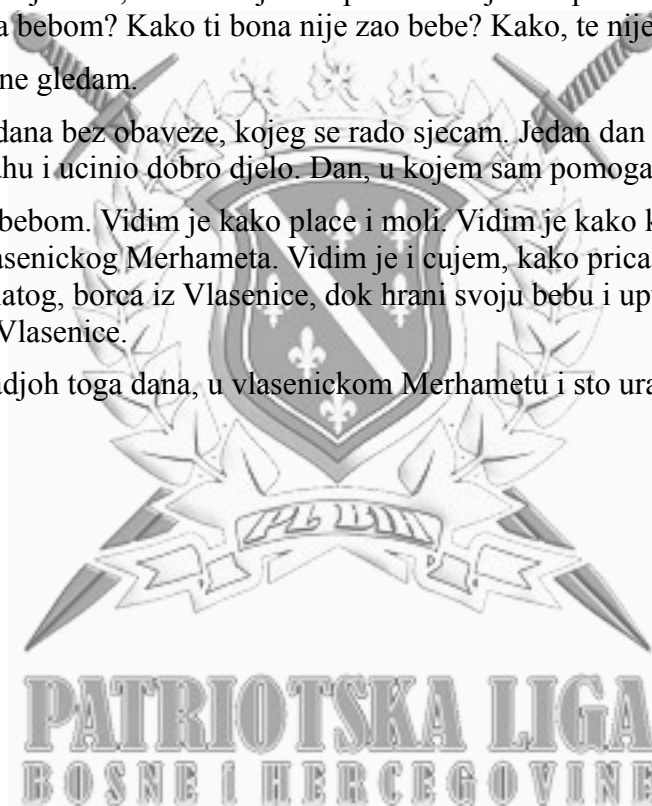 a bebom? Kako ti bona nije zao bebe? Kako, te nije
ne gledam.
dana bez obaveze, kojeg se rado sjecam. Jedan dan
ahu i ucinio dobro djelo. Dan, u kojem sam pomoga
bebom. Vidim je kako place i moli. Vidim je kako k
asenickog Merhameta. Vidim je i cujem, kako prica
natog, borca iz Vlasenice, dok hrani svoju bebu i up
Vlasenice.
adjoh toga dana, u vlasenickom Merhametu i sto ura
PL BIH
PATRIOTSKA LIGA
BOSNE I HERCEGOVINE